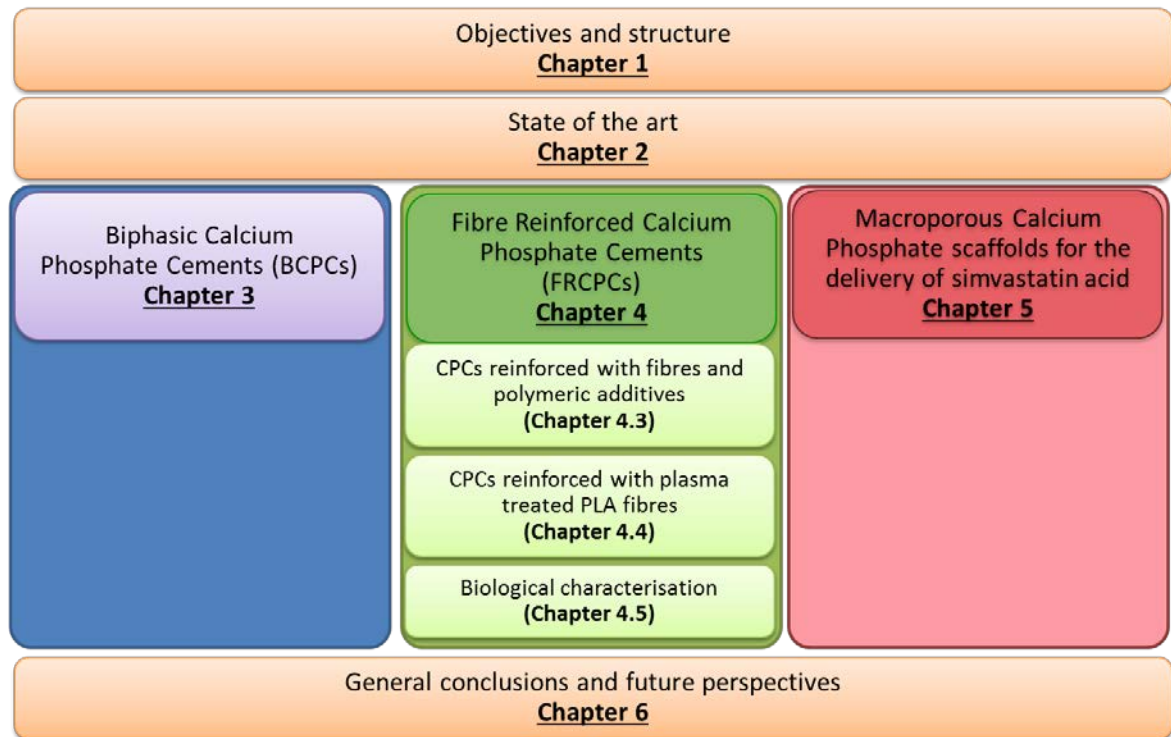 Objectives and structure
Chapter 1
State of the art
Chapter 2
Biphasic Calcium
Phosphate Cements (BCPCs)
Chapter 3
Fibre Reinforced Calcium
Phosphate Cements
(FRCPCs)
Chapter 4
CPCs reinforced with fibres and
polymeric additives
(Chapter 4.3)
CPCs reinforced with plasma
treated PLA fibres
(Chapter 4.4)
Biological characterisation
(Chapter 4.5)
Macroporous Calcium
Phosphate scaffolds for the
delivery of simvastatin acid
Chapter 5
General conclusions and future perspectives
Chapter 6